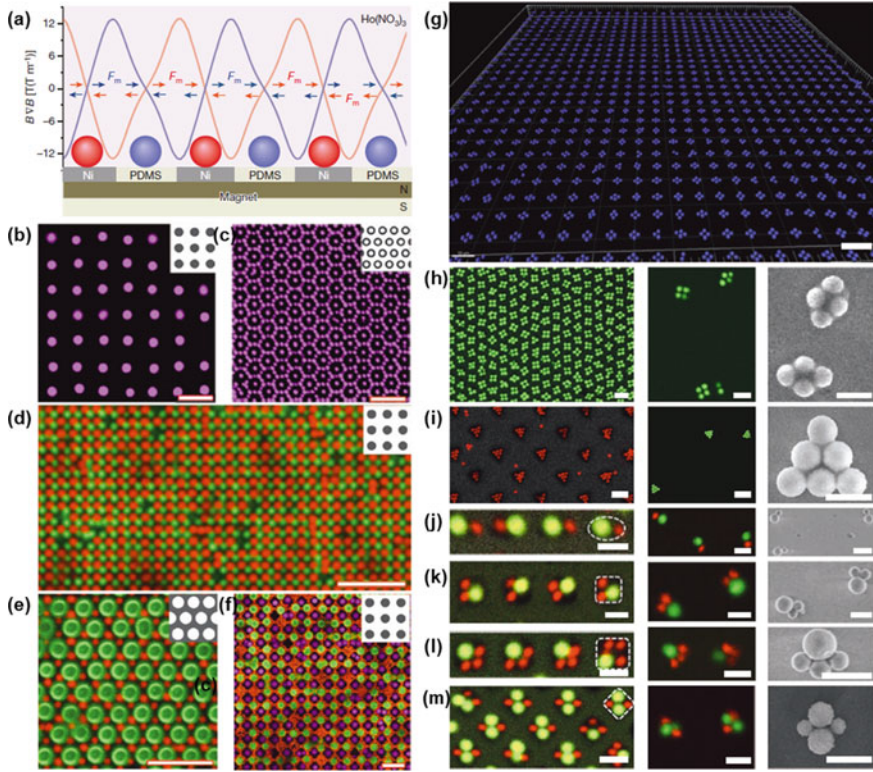 (a)
Ho(NO3)3
B∇B [T(T m⁻¹)]
12
6
0
−6
−12
Fm
Fm
Fm
Fm
Fm
Ni
PDMS
Ni
PDMS
Ni
PDMS
Magnet
N
S
(b)
(c)
(d)
(e)
(c)
(f)
(g)
(h)
(i)
(j)
(k)
(l)
(m)